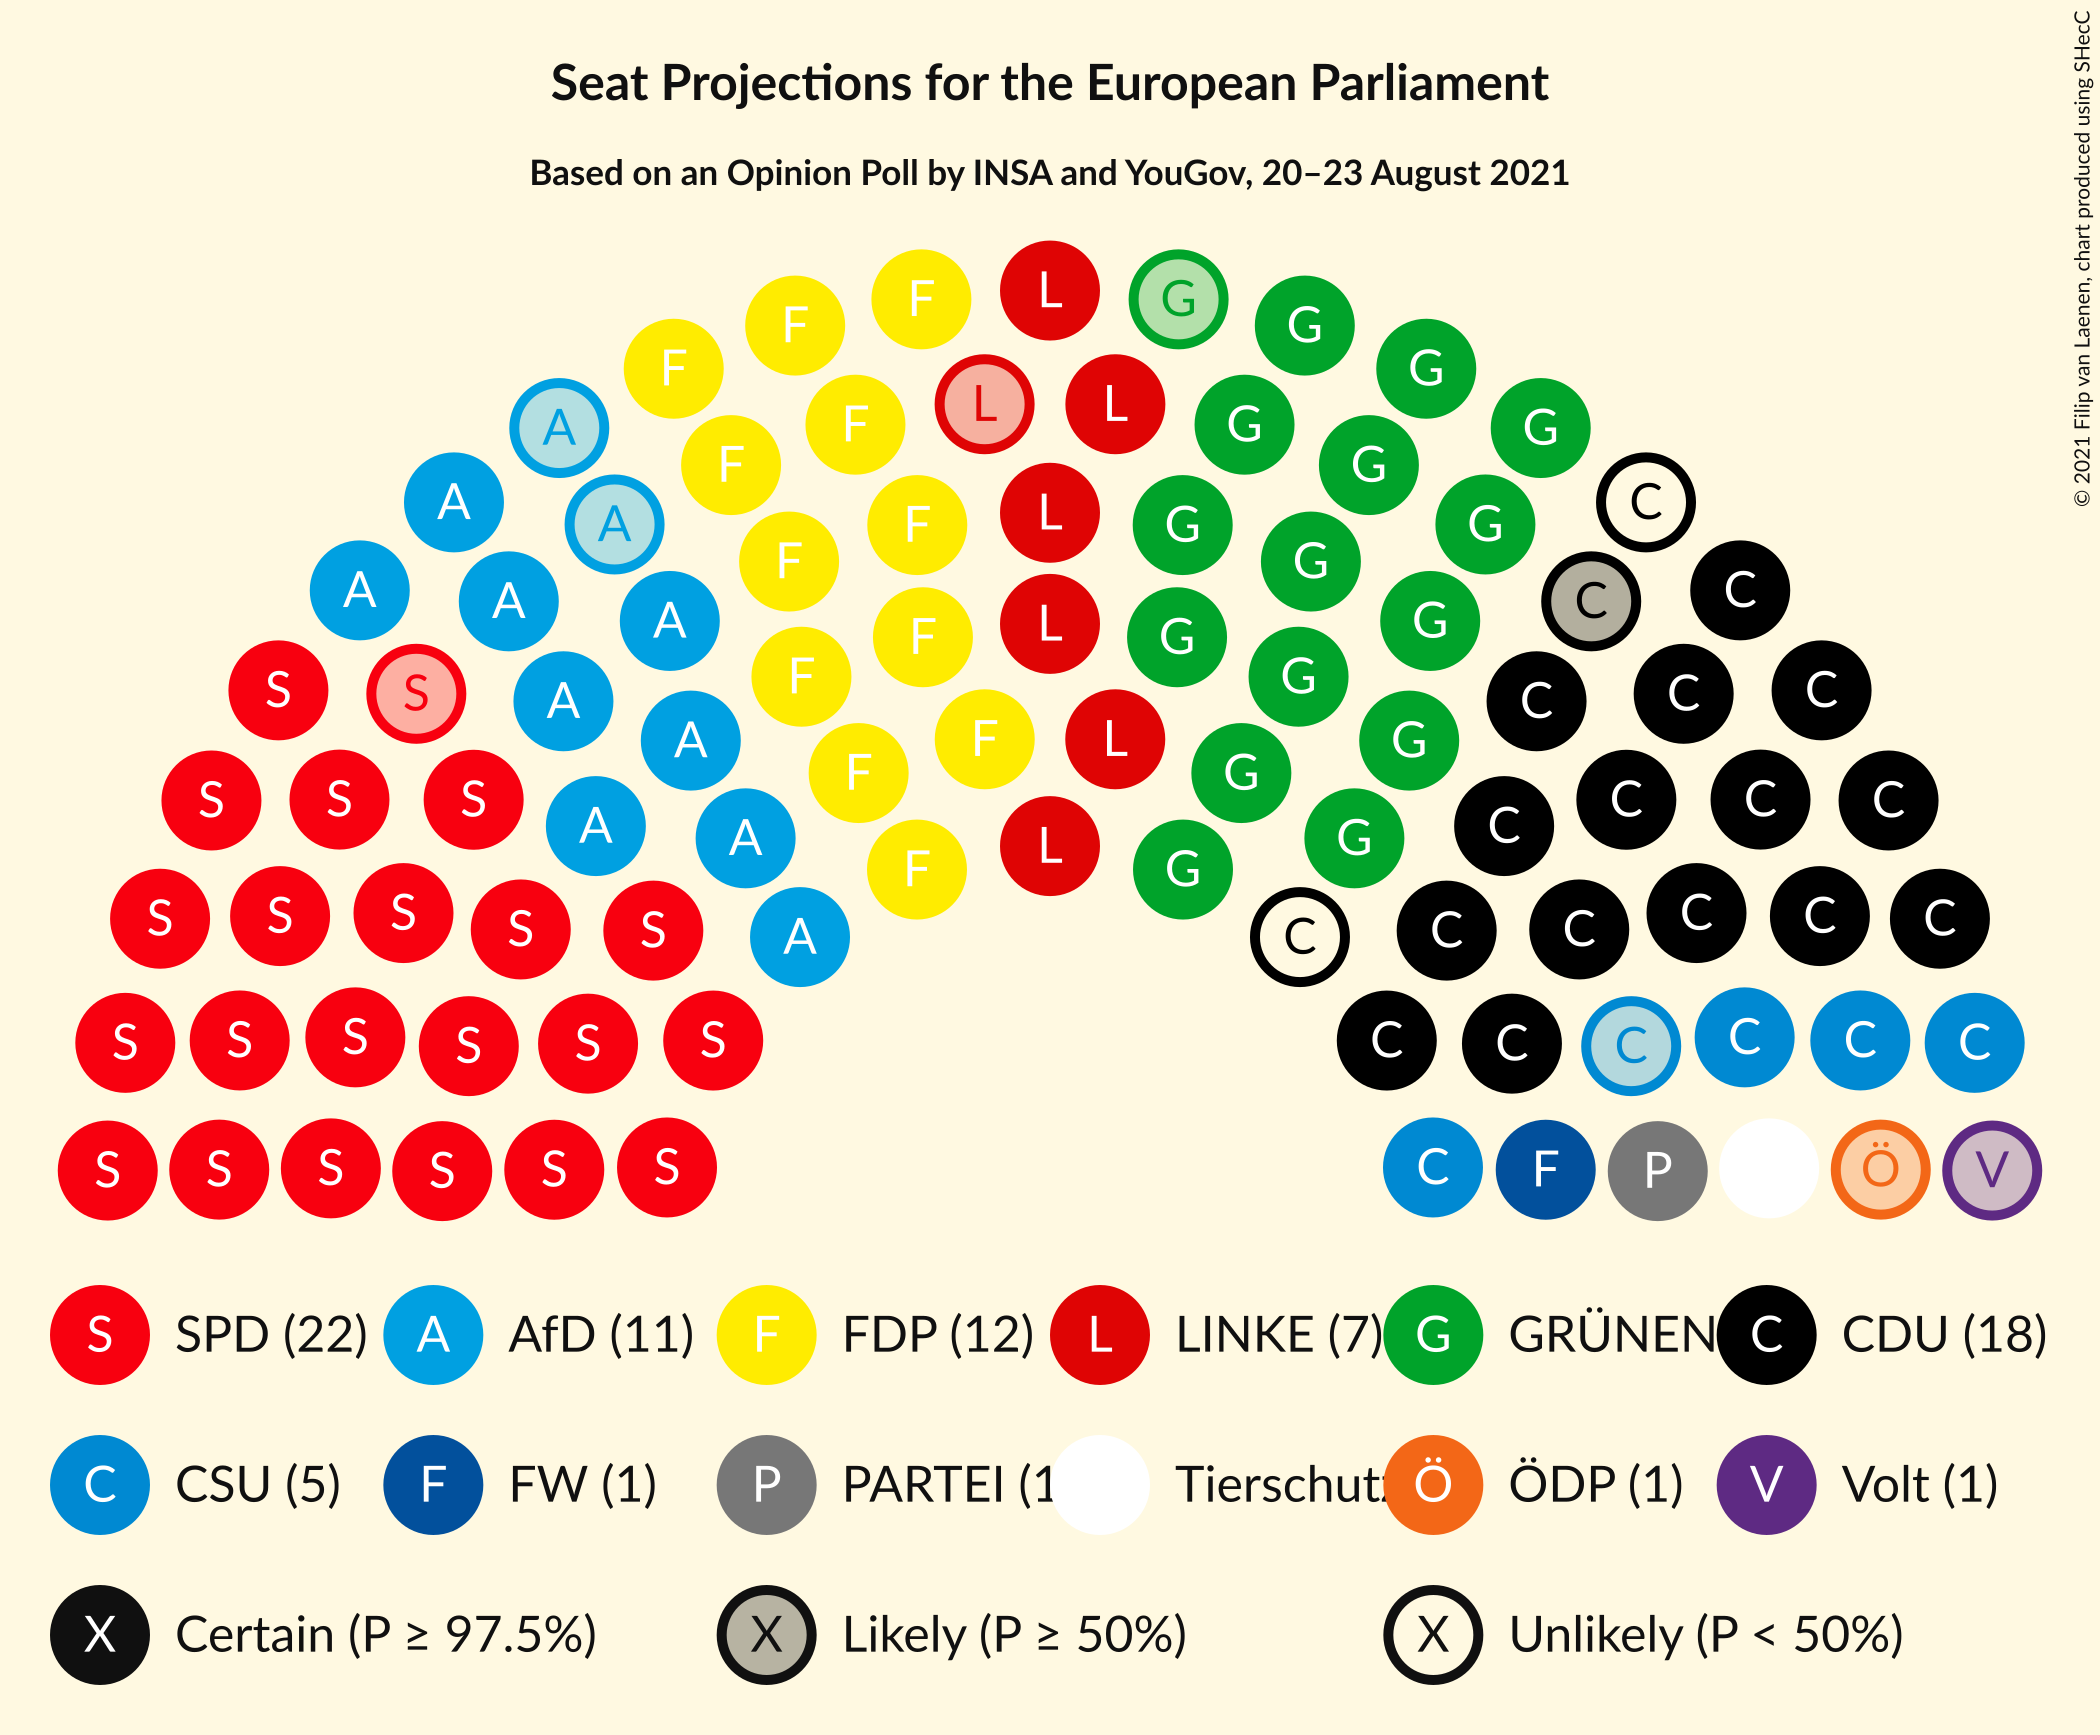 Seat Projections for the European Parliament
Based on an Opinion Poll by INSA and YouGov, 20–23 August 2021
© 2021 Filip van Laenen, chart produced using SHecC
F F L G G
F G
A F L L G G
A F G C
A F L G C
A A F G C
A F L G G
S S A F G C C C
A F L G
S S S A F G C C C C
A G
S S S S S A F L G C C C C C C
S S S S S S C C C C C C
S S S S S S C F P Ö V
S SPD (22) A AfD (11) F FDP (12) L LINKE (7) G GRÜNEN C CDU (18)
C CSU (5) F FW (1) P PARTEI (1 Tierschutz Ö ÖDP (1) V Volt (1)
X Certain (P ≥ 97.5%) X Likely (P ≥ 50%) X Unlikely (P < 50%)